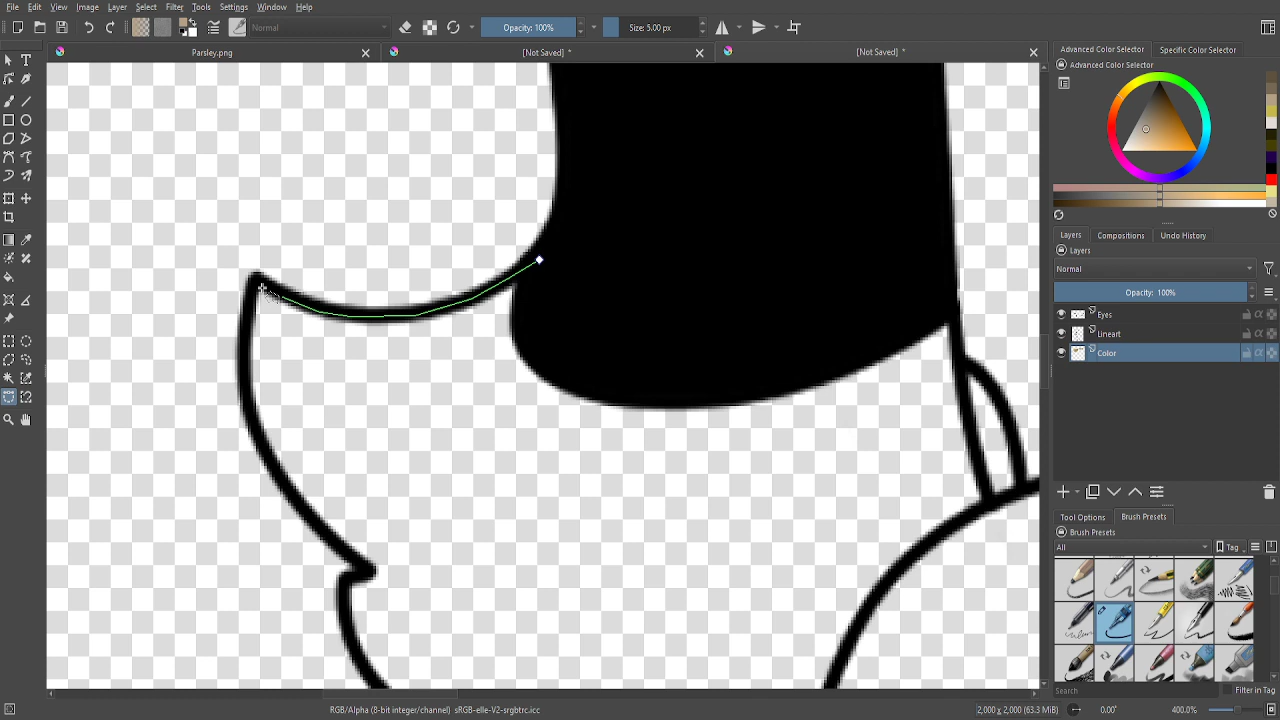 File Edit View Image Layer Select Filter Tools Settings Window Help
Normal Opacity: 100% Size: 5.00 px
Parsley.png [Not Saved] * [Not Saved] *
Advanced Color Selector Specific Color Selector
Advanced Color Selector
Layers Compositions Undo History
Layers
Normal
Opacity: 100%
Eyes
Lineart
Color
Tool Options Brush Presets
Brush Presets
All Tag
Search Filter in Tag
RGB/Alpha (8-bit integer/channel) sRGB-elle-V2-srgbtrc.icc 2,000 x 2,000 (63.3 MiB) 0.00° 400.0%